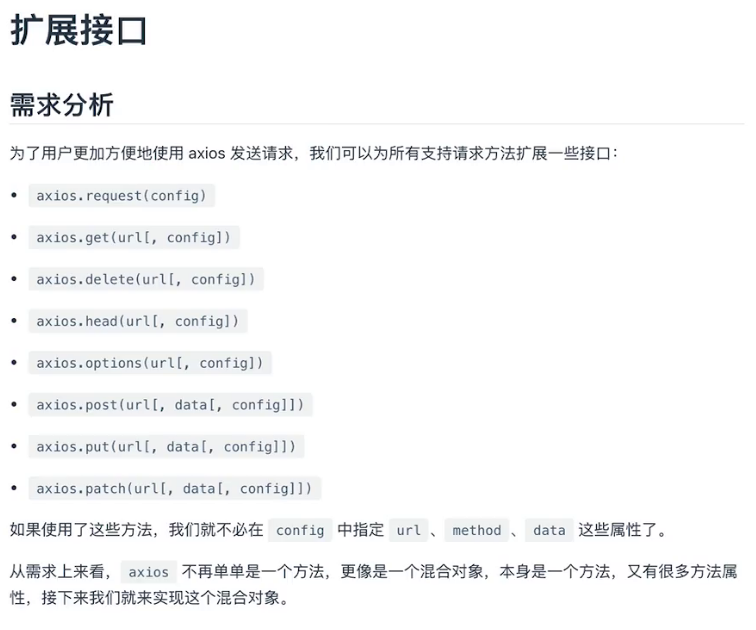 扩展接口
需求分析
为了用户更加方便地使用 axios 发送请求，我们可以为所有支持请求方法扩展一些接口：
• axios.request(config)
• axios.get(url[, config])
• axios.delete(url[, config])
• axios.head(url[, config])
• axios.options(url[, config])
• axios.post(url[, data[, config]])
• axios.put(url[, data[, config]])
• axios.patch(url[, data[, config]])
如果使用了这些方法，我们就不必在 config 中指定 url 、 method 、 data 这些属性了。
从需求上来看， axios 不再单单是一个方法，更像是一个混合对象，本身是一个方法，又有很多方法属
性，接下来我们就来实现这个混合对象。